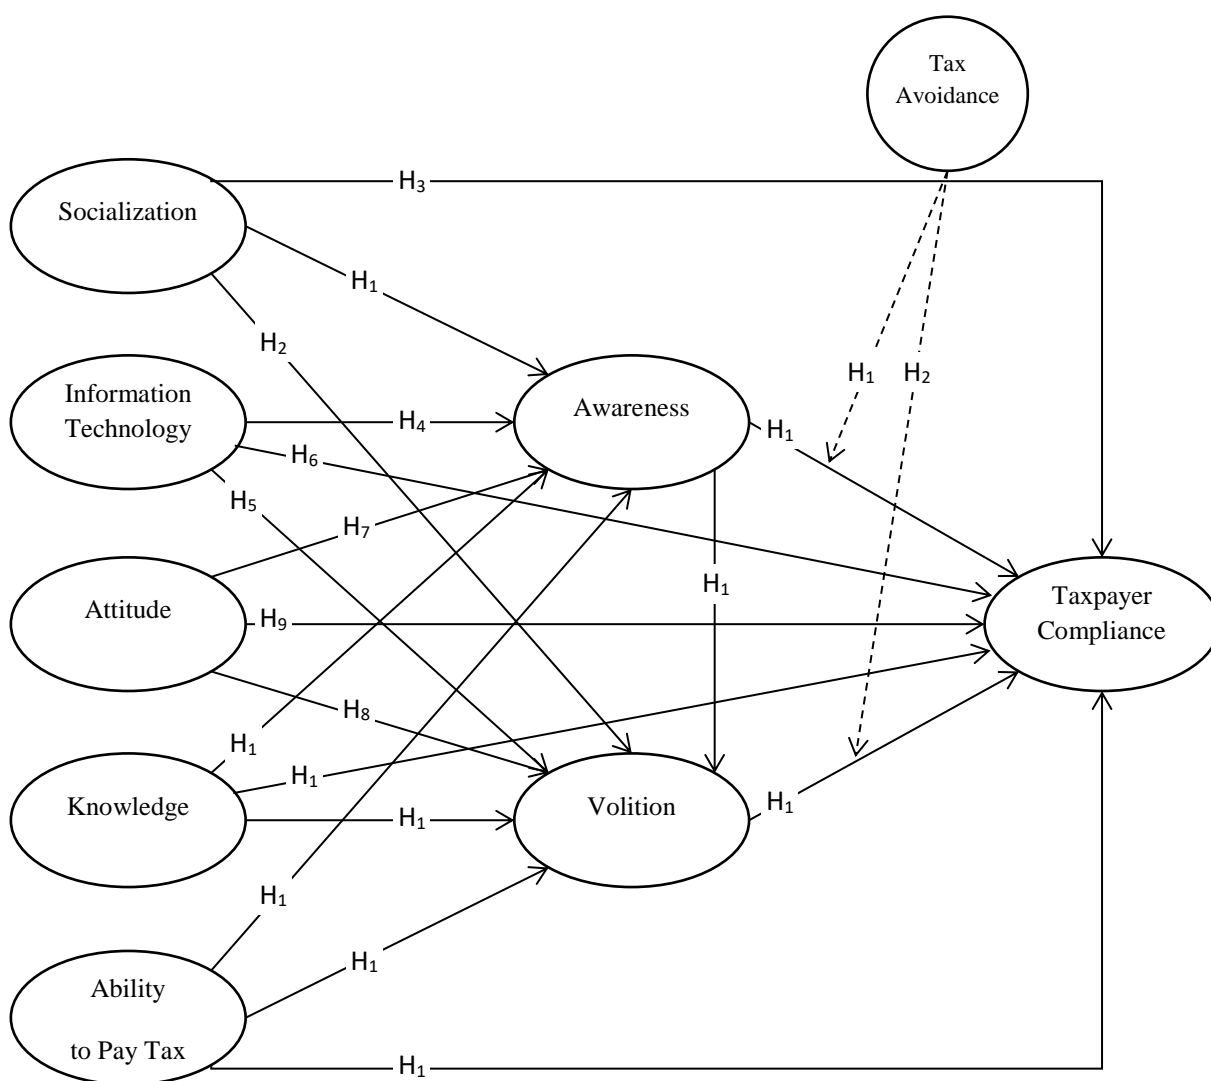 Tax
Avoidance
H₃
Socialization
H₁
H₂
H₁
H₂
Information
Technology
Awareness
H₄
H₁
H₆
H₅
H₇
H₁
Attitude
H₉
Taxpayer
Compliance
H₈
H₁
H₁
Knowledge
H₁
Volition
H₁
H₁
H₁
Ability
to Pay Tax
H₁